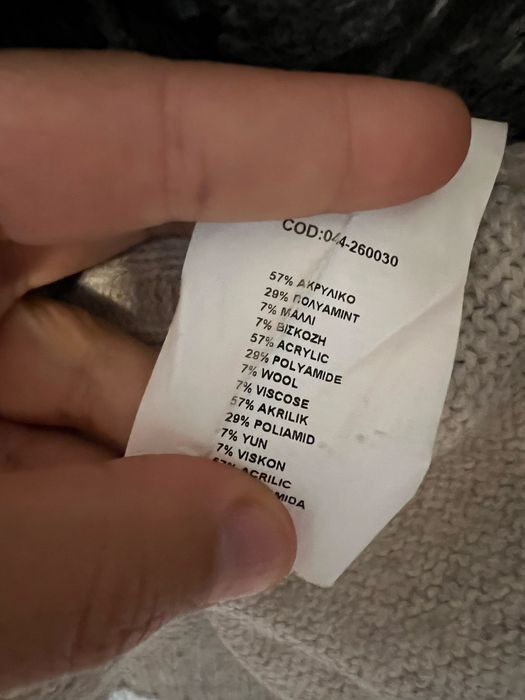 COD:044-260030
57% ΑΚΡΥΛΙΚΟ
29% ΠΟΛΥΑΜΙΝΤ
7% ΜΑΛΛΙ
7% ΒΙΣΚΟΖΗ
57% ACRYLIC
29% POLYAMIDE
7% WOOL
7% VISCOSE
57% AKRILIK
29% POLIAMID
7% YUN
7% VISKON
ACRILIC